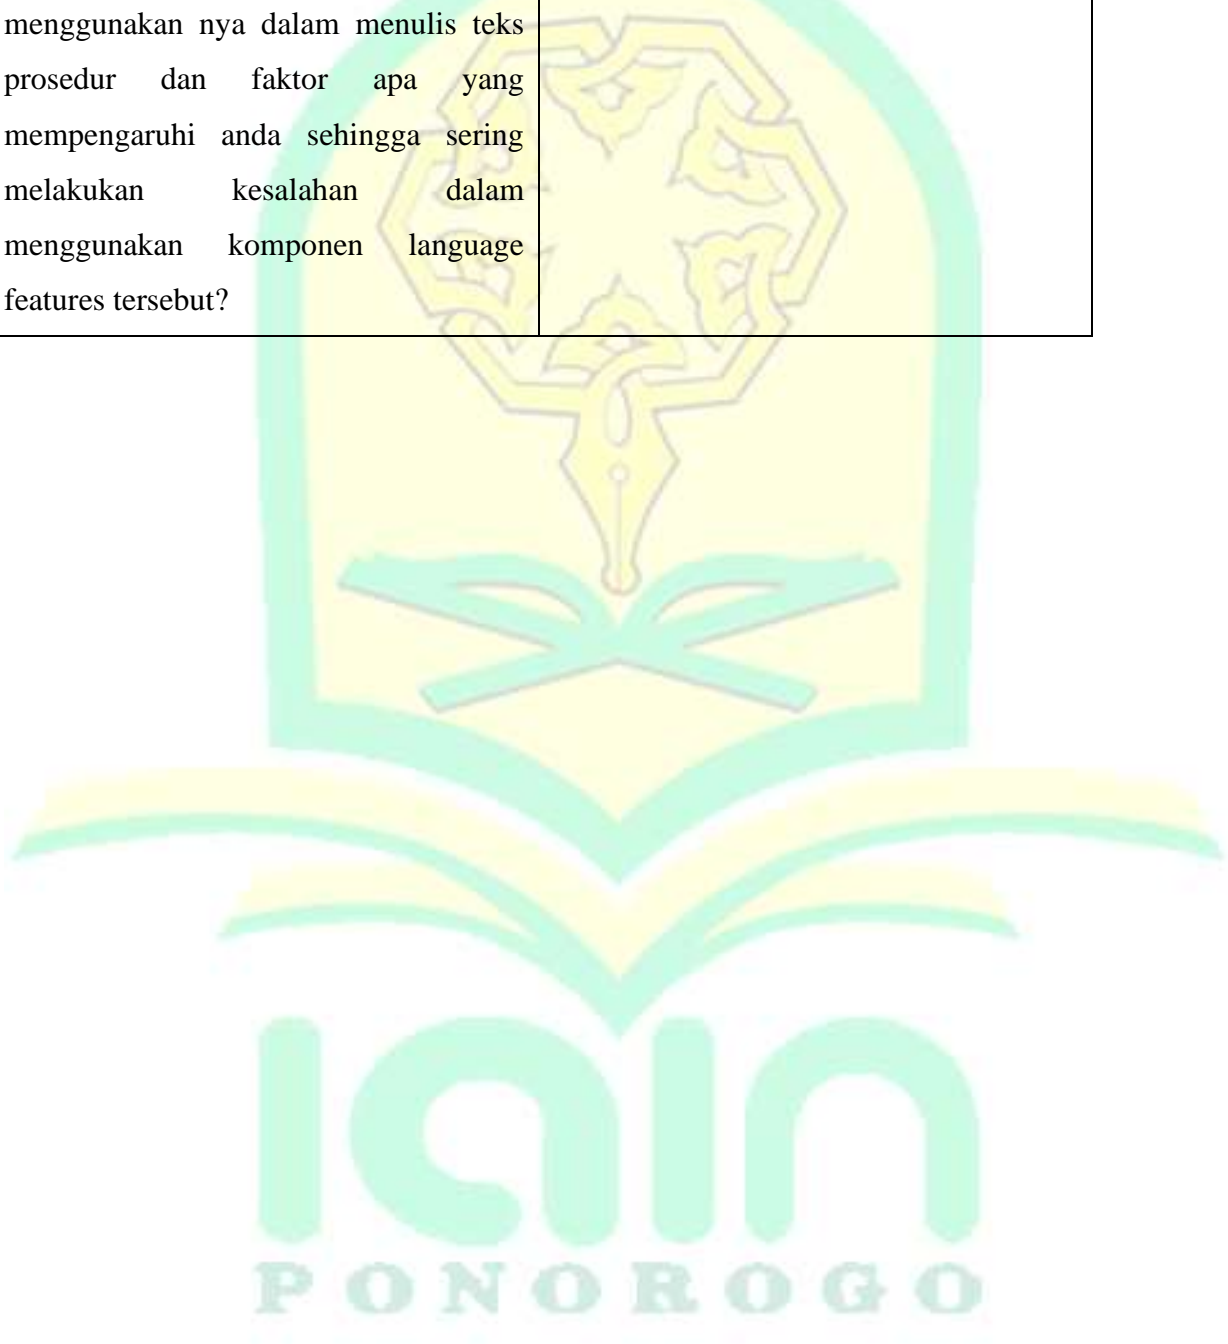 menggunakan nya dalam menulis teks
prosedur dan faktor apa yang
mempengaruhi anda sehingga sering
melakukan kesalahan dalam
menggunakan komponen language
features tersebut?
iain
PONOROGO